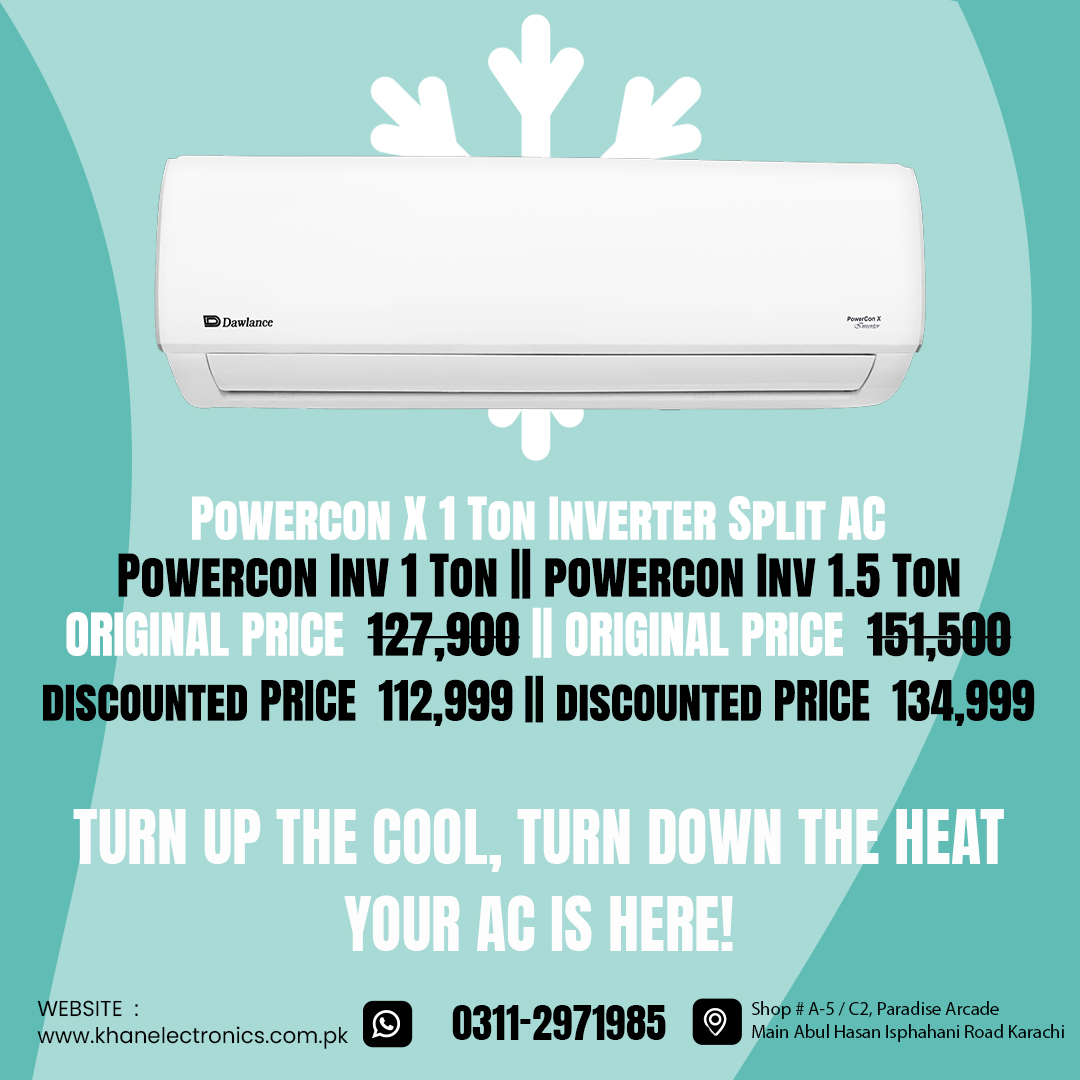 Dawlance
PowerCon X
Inverter
Powercon X 1 Ton Inverter Split AC
Powercon Inv 1 Ton || powercon Inv 1.5 Ton
ORIGINAL PRICE 127,900 || ORIGINAL PRICE 151,500
discounted PRICE 112,999 || discounted PRICE 134,999
TURN UP THE COOL, TURN DOWN THE HEAT
YOUR AC IS HERE!
WEBSITE :
www.khanelectronics.com.pk
0311-2971985
Shop # A-5 / C2, Paradise Arcade
Main Abul Hasan Isphahani Road Karachi